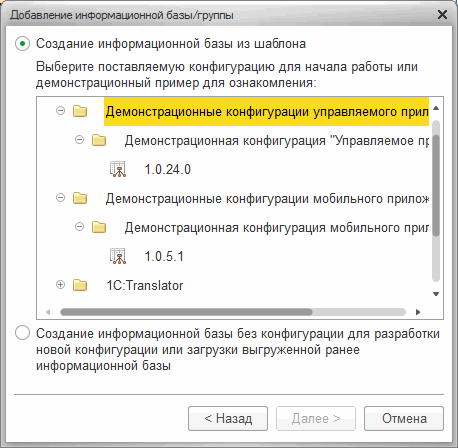 Добавление информационной базы/группы
Создание информационной базы из шаблона
Выберите поставляемую конфигурацию для начала работы или
демонстрационный пример для ознакомления:
Демонстрационные конфигурации управляемого прил
Демонстрационная конфигурация "Управляемое пр
1.0.24.0
Демонстрационные конфигурации мобильного прилож
Демонстрационная конфигурация мобильного прил
1.0.5.1
1C:Translator
Создание информационной базы без конфигурации для разработки
новой конфигурации или загрузки выгруженной ранее
информационной базы
< Назад Далее > Отмена